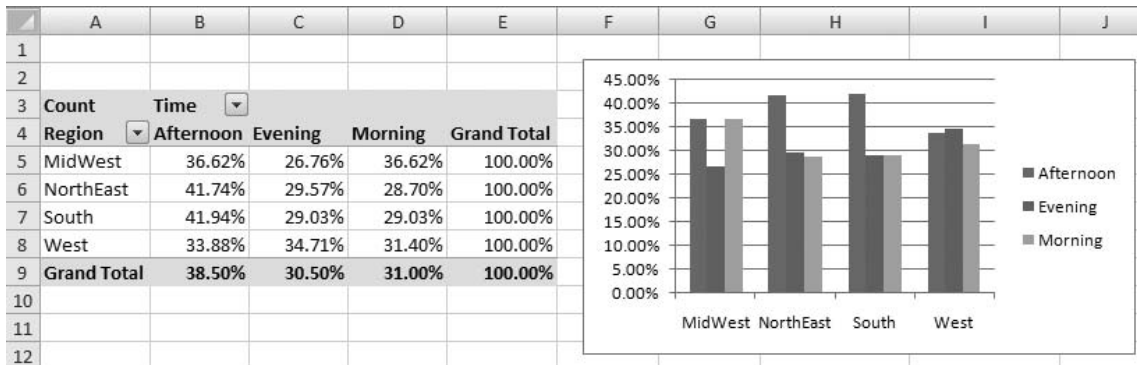 A B C D E F G H I J
1
2
3 Count Time
4 Region Afternoon Evening Morning Grand Total
5 MidWest 36.62% 26.76% 36.62% 100.00%
6 NorthEast 41.74% 29.57% 28.70% 100.00%
7 South 41.94% 29.03% 29.03% 100.00%
8 West 33.88% 34.71% 31.40% 100.00%
9 Grand Total 38.50% 30.50% 31.00% 100.00%
10
11
12
45.00%
40.00%
35.00%
30.00%
25.00%
20.00%
15.00%
10.00%
5.00%
0.00%
MidWest NorthEast South West
Afternoon
Evening
Morning